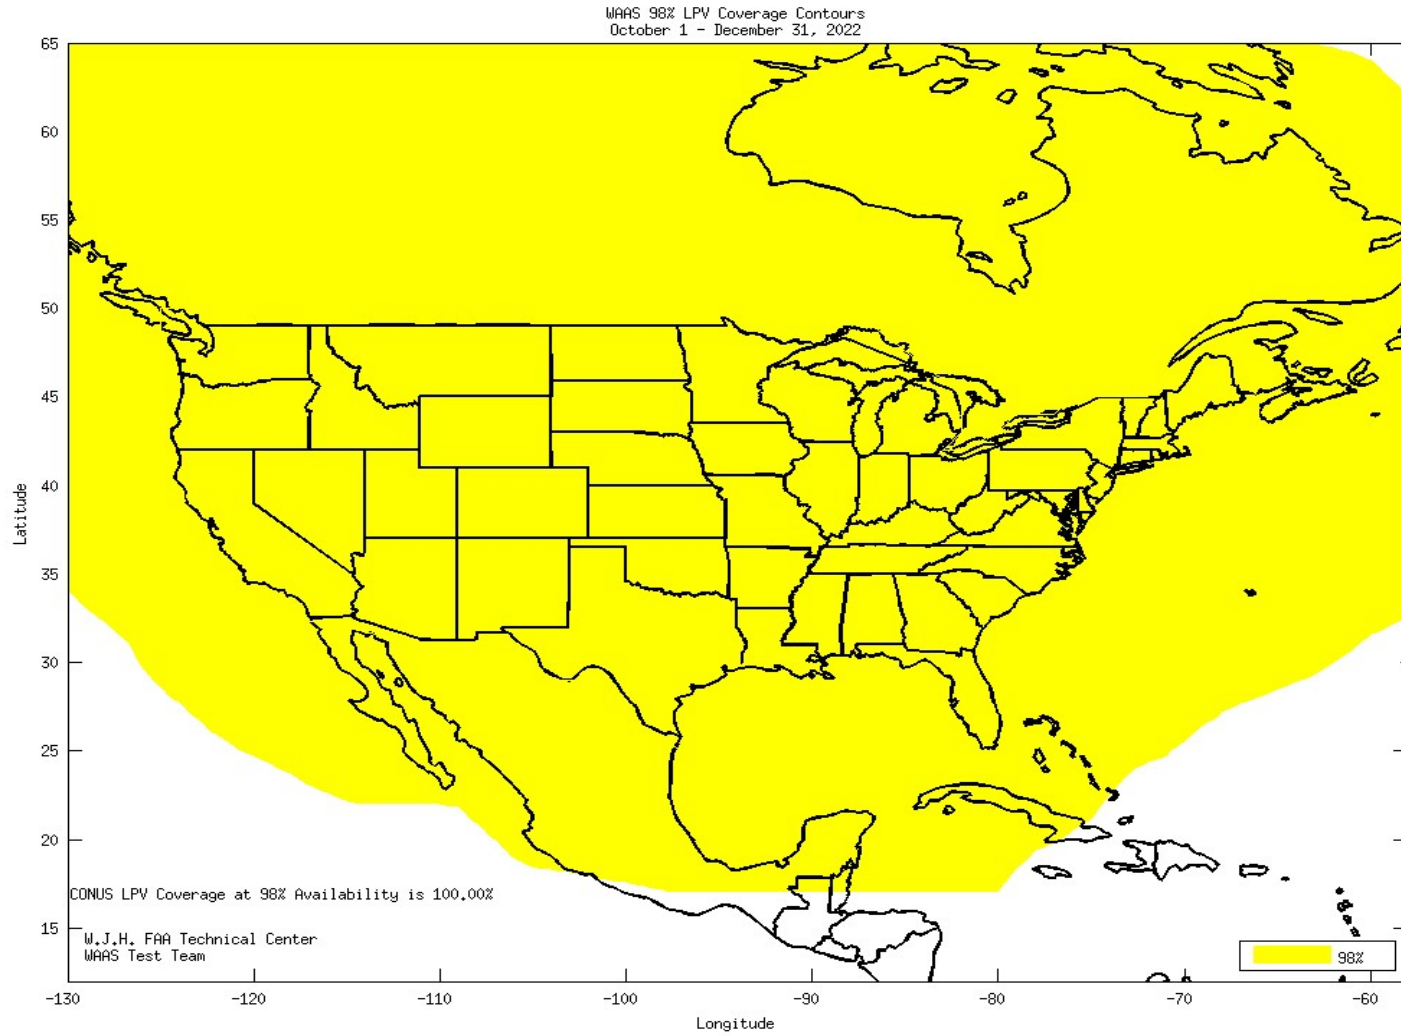 WAAS 98% LPV Coverage Contours
October 1 - December 31, 2022
65
60
55
50
45
40
35
30
25
20
15
Latitude
CONUS LPV Coverage at 98% Availability is 100.00%
W.J.H. FAA Technical Center
WAAS Test Team
98%
-130
-120
-110
-100
-90
-80
-70
-60
Longitude